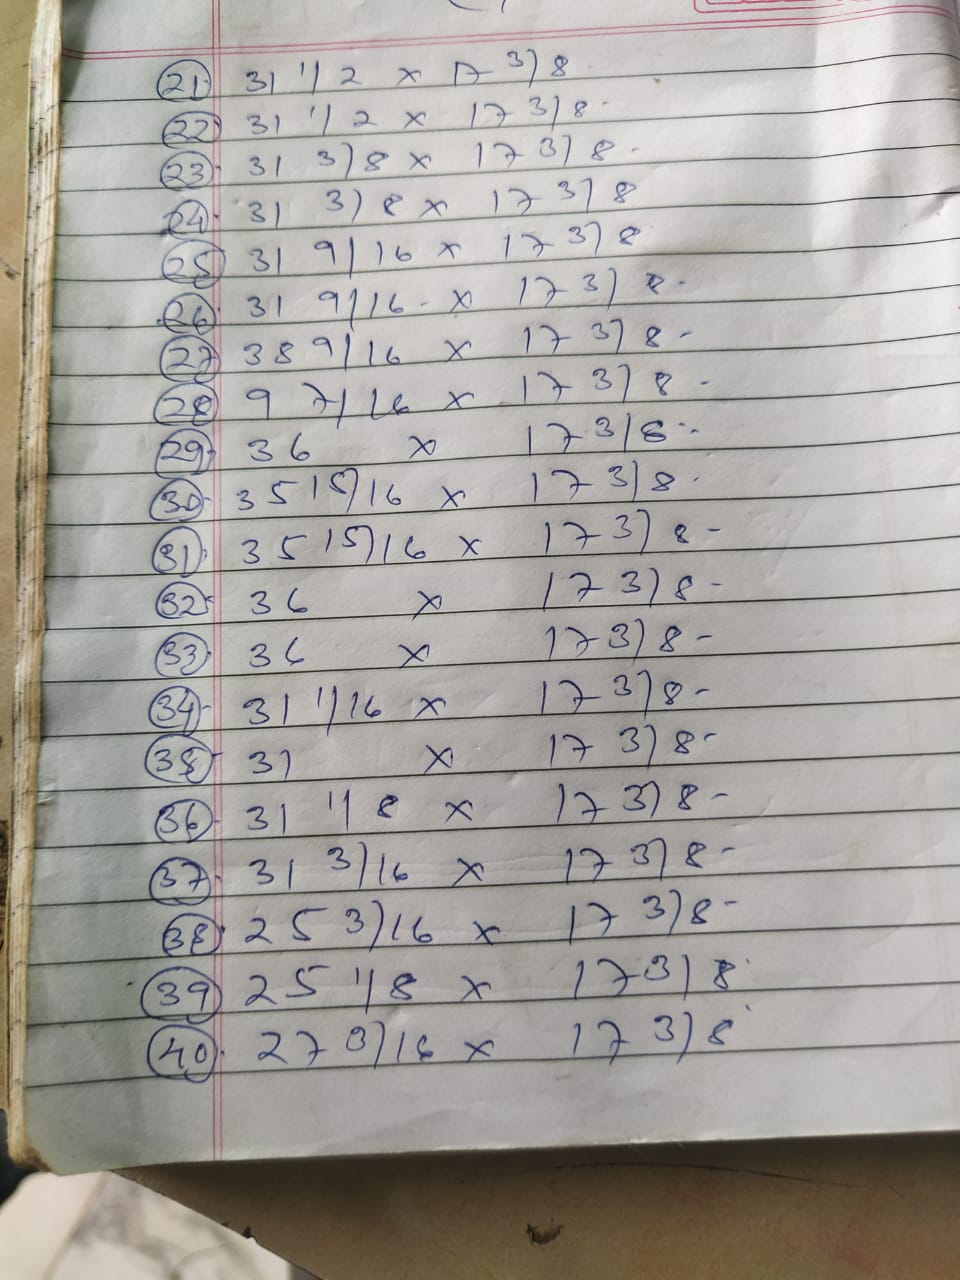 21. 31 1/2 x 17 3/8
22. 31 1/2 x 17 3/8
23. 31 3/8 x 17 3/8
24. 31 3/8 x 17 3/8
25. 31 9/16 x 17 3/8
26. 31 9/16 x 17 3/8
27. 38 9/16 x 17 3/8
28. 9 7/16 x 17 3/8
29. 36 x 17 3/8
30. 35 15/16 x 17 3/8
31. 35 15/16 x 17 3/8
32. 36 x 17 3/8
33. 36 x 17 3/8
34. 31 1/16 x 17 3/8
35. 31 x 17 3/8
36. 31 1/8 x 17 3/8
37. 31 3/16 x 17 3/8
38. 25 3/16 x 17 3/8
39. 25 1/8 x 17 3/8
40. 27 3/16 x 17 3/8